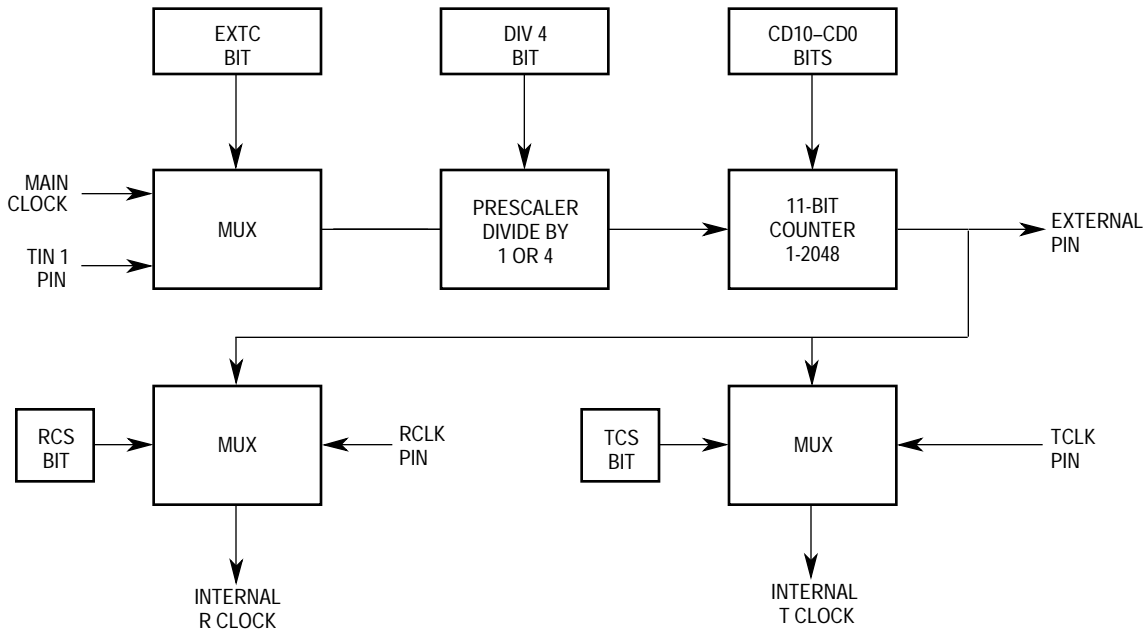 EXTC
BIT
DIV 4
BIT
CD10–CD0
BITS
MAIN
CLOCK
TIN 1
PIN
MUX
PRESCALER
DIVIDE BY
1 OR 4
11-BIT
COUNTER
1-2048
EXTERNAL
PIN
RCS
BIT
MUX
RCLK
PIN
TCS
BIT
MUX
TCLK
PIN
INTERNAL
R CLOCK
INTERNAL
T CLOCK